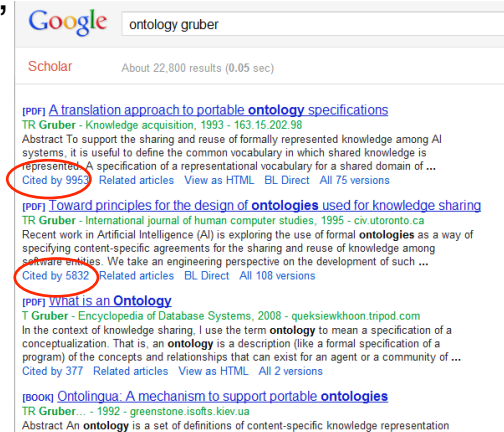 ,
Google ontology gruber
Scholar About 22,800 results (0.05 sec)
[PDF] A translation approach to portable ontology specifications
TR Gruber - Knowledge acquisition, 1993 - 163.15.202.98
Abstract To support the sharing and reuse of formally represented knowledge among AI
systems, it is useful to define the common vocabulary in which shared knowledge is
represented. A specification of a representational vocabulary for a shared domain of ...
Cited by 9953 Related articles View as HTML BL Direct All 75 versions
[PDF] Toward principles for the design of ontologies used for knowledge sharing
TR Gruber - International journal of human computer studies, 1995 - civ.utoronto.ca
Recent work in Artificial Intelligence (AI) is exploring the use of formal ontologies as a way of
specifying content-specific agreements for the sharing and reuse of knowledge among
software entities. We take an engineering perspective on the development of such ...
Cited by 5832 Related articles BL Direct All 108 versions
[PDF] What is an Ontology
T Gruber - Encyclopedia of Database Systems, 2008 - queksiewkhoon.tripod.com
In the context of knowledge sharing, I use the term ontology to mean a specification of a
conceptualization. That is, an ontology is a description (like a formal specification of a
program) of the concepts and relationships that can exist for an agent or a community of ...
Cited by 377 Related articles View as HTML All 2 versions
[BOOK] Ontolingua: A mechanism to support portable ontologies
TR Gruber... - 1992 - greenstone.isofts.kiev.ua
Abstract An ontology is a set of definitions of content-specific knowledge representation